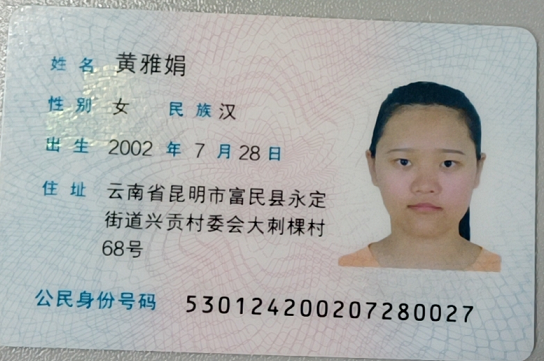 姓名 黄雅娟
性别 女 民族 汉
出生 2002 年 7 月 28 日
住址 云南省昆明市富民县永定
街道兴贡村委会大刺棵村
68号
公民身份号码 530124200207280027